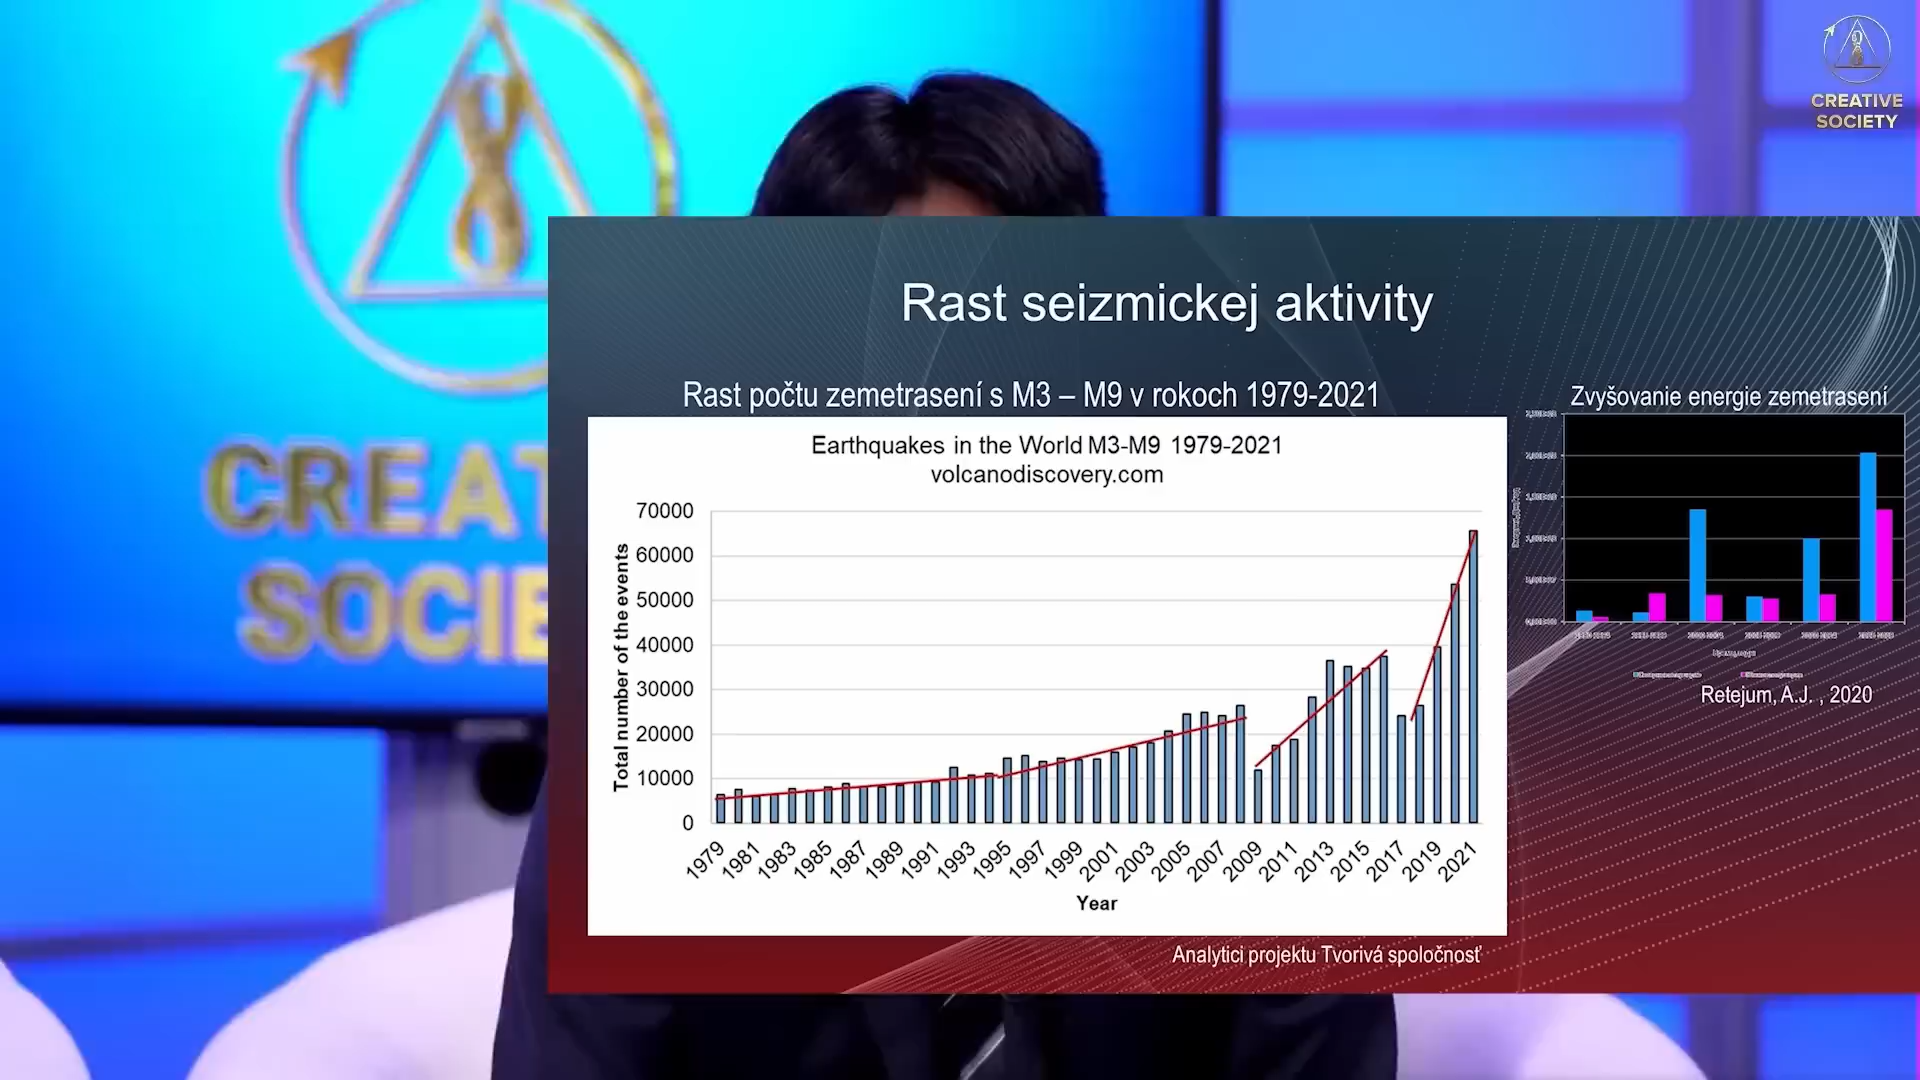 CREATIVE
SOCIETY
CREAT
SOCIE
Rast seizmickej aktivity
Rast počtu zemetrasení s M3 – M9 v rokoch 1979-2021
Earthquakes in the World M3-M9 1979-2021
volcanodiscovery.com
Total number of the events
70000
60000
50000
40000
30000
20000
10000
0
1979 1981 1983 1985 1987 1989 1991 1993 1995 1997 1999 2001 2003 2005 2007 2009 2011 2013 2015 2017 2019 2021
Year
Analytici projektu Tvorivá spoločnosť
Zvyšovanie energie zemetrasení
Retejum, A.J. , 2020